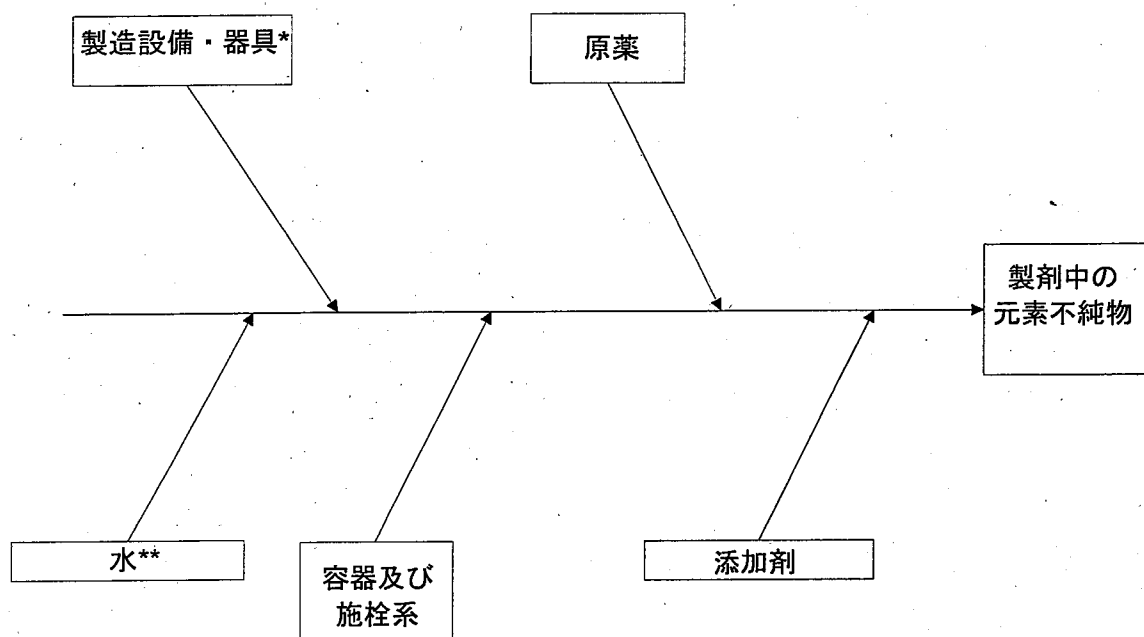 製造設備・器具*
原薬
製剤中の
元素不純物
水**
容器及び
施栓系
添加剤